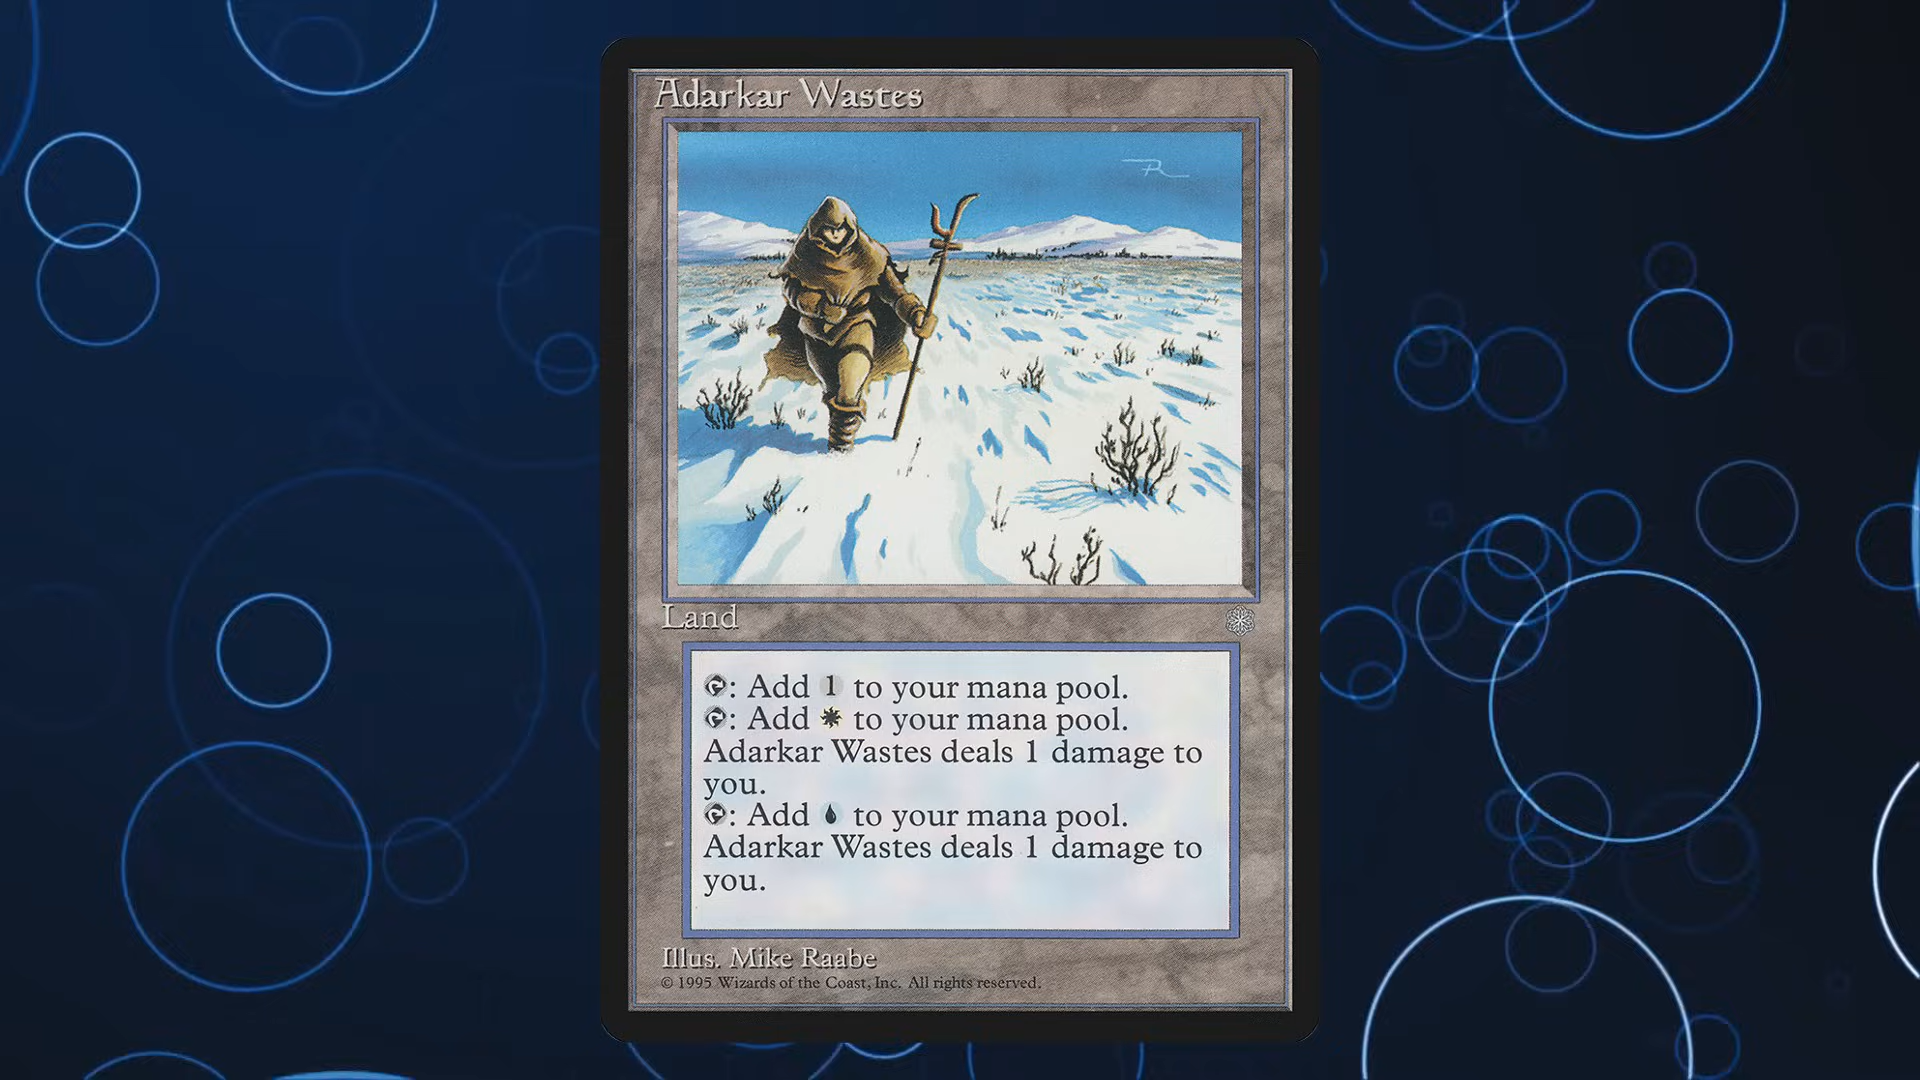 Adarkar Wastes
Land
: Add 1 to your mana pool.
: Add to your mana pool.
Adarkar Wastes deals 1 damage to
you.
: Add to your mana pool.
Adarkar Wastes deals 1 damage to
you.
Illus. Mike Raabe
© 1995 Wizards of the Coast, Inc. All rights reserved.